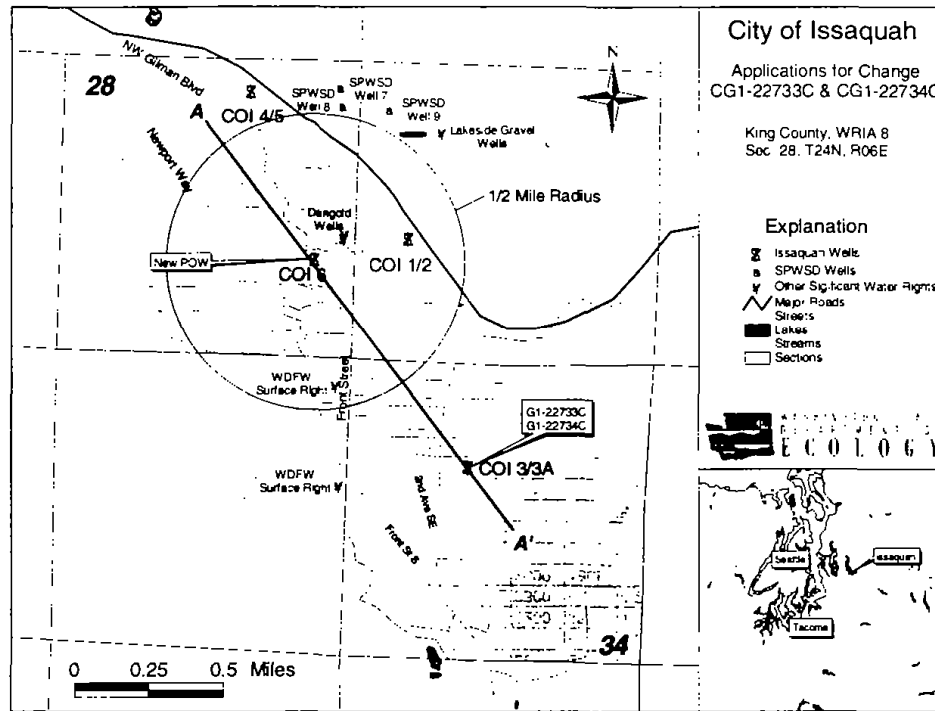 28
NW Gilman Blvd
A
COI 4/5
SPWSD
Well 7
SPWSD
Well 8
SPWSD
Well 9
Lakeside Gravel
Wells
N
1/2 Mile Radius
Newport Way
Darigold
Wells
New POW
COI 6
COI 1/2
WDFW
Surface Right
Front Street
G1-22733C
G1-22734C
COI 3/3A
WDFW
Surface Right
2nd Ave SE
Front St S
A'
34
0 0.25 0.5 Miles
City of Issaquah
Applications for Change
CG1-22733C & CG1-22734C
King County, WRIA 8
Sec. 28, T24N, R06E
Explanation
Issaquah Wells
SPWSD Wells
Other Significant Water Rights
Major Roads
Streets
Lakes
Streams
Sections
ECOLOGY
Seattle
Issaquah
Tacoma